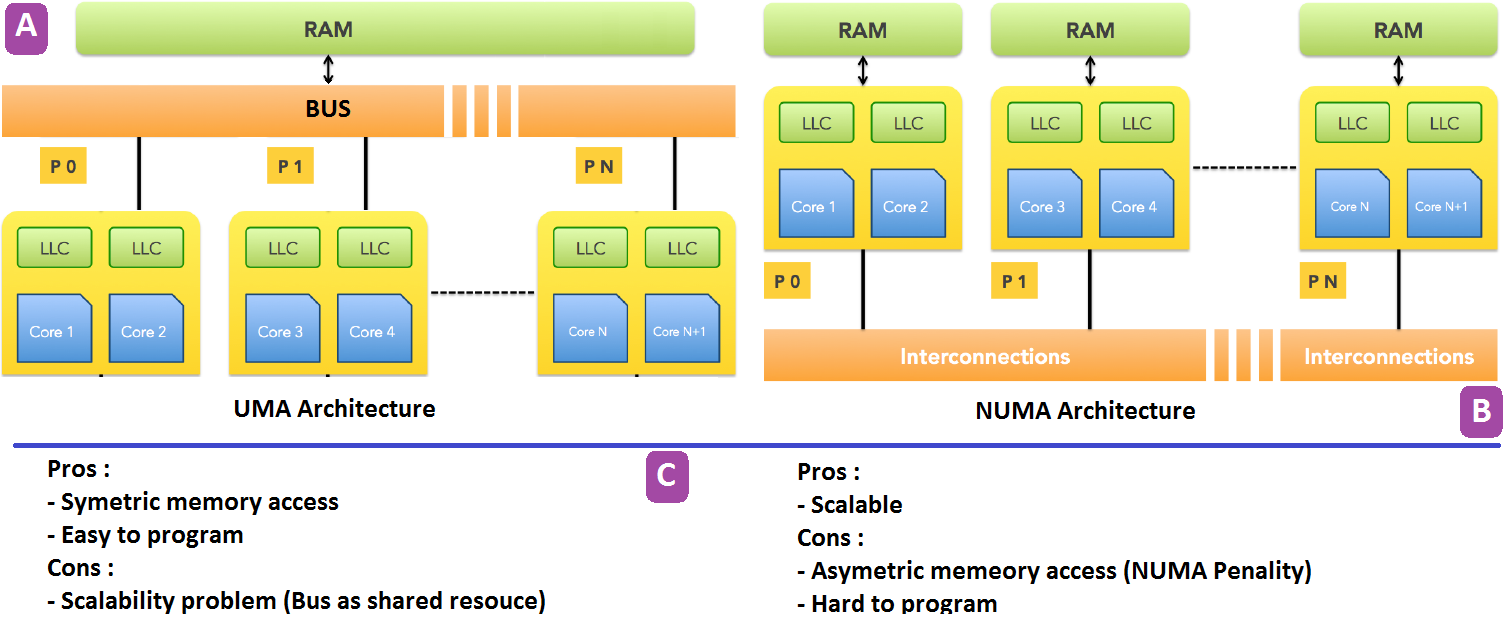 A
RAM
BUS
P 0
P 1
P N
LLC LLC
LLC LLC
LLC LLC
Core 1 Core 2
Core 3 Core 4
Core N Core N+1
UMA Architecture
RAM
RAM
RAM
LLC LLC
LLC LLC
LLC LLC
Core 1 Core 2
Core 3 Core 4
Core N Core N+1
P 0
P 1
P N
Interconnections
Interconnections
NUMA Architecture
B
C
Pros :
- Symetric memory access
- Easy to program
Cons :
- Scalability problem (Bus as shared resouce)
Pros :
- Scalable
Cons :
- Asymetric memeory access (NUMA Penality)
- Hard to program